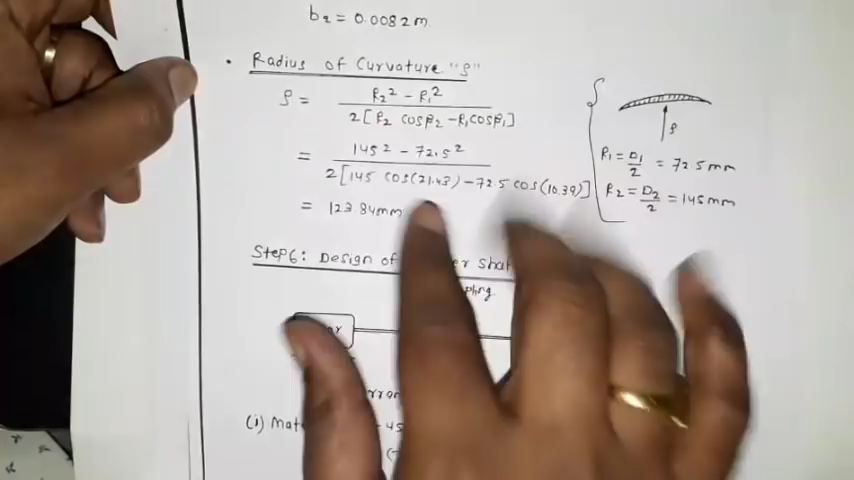 b₂ = 0.0082 m.
• Radius of Curvature "ρ"
ρ = R₂² - R₁² / 2[R₂ cosβ₂ - R₁cosβ₁]
= 145² - 72.5² / 2[145 cos(21.43) - 72.5 cos(10.39)]
= 123.84mm
ρ
R₁ = D₁/2 = 72.5mm
R₂ = D₂/2 = 145mm
Step6: Design of
(i)